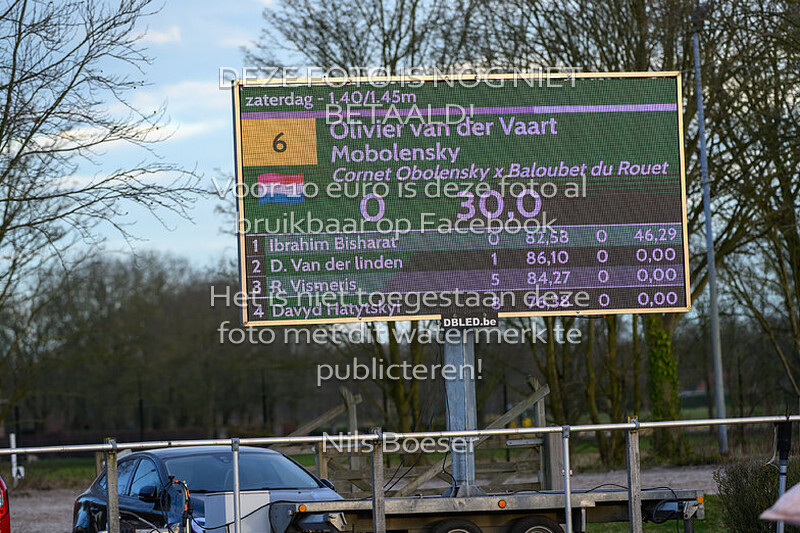 DEZE FOTO IS NOG NIET
BETAALD!
zaterdag - 1.40/1.45m
6
Olivier van der Vaart
Mobolensky
Cornet Obolensky x Baloubet du Rouet
Voor 10 euro is deze foto al
bruikbaar op Facebook
0 30,0
1 Ibrahim Bisharat 0 82,58 0 46,29
2 D. Van der linden 1 86,10 0 0,00
3 R. Vismeris 5 84,27 0 0,00
Het is niet toegestaan deze
4 Davyd Hatytskyi 8 0 0,00
DBLED.be
foto met dit watermerk te
publiceren!
Nils Boeser